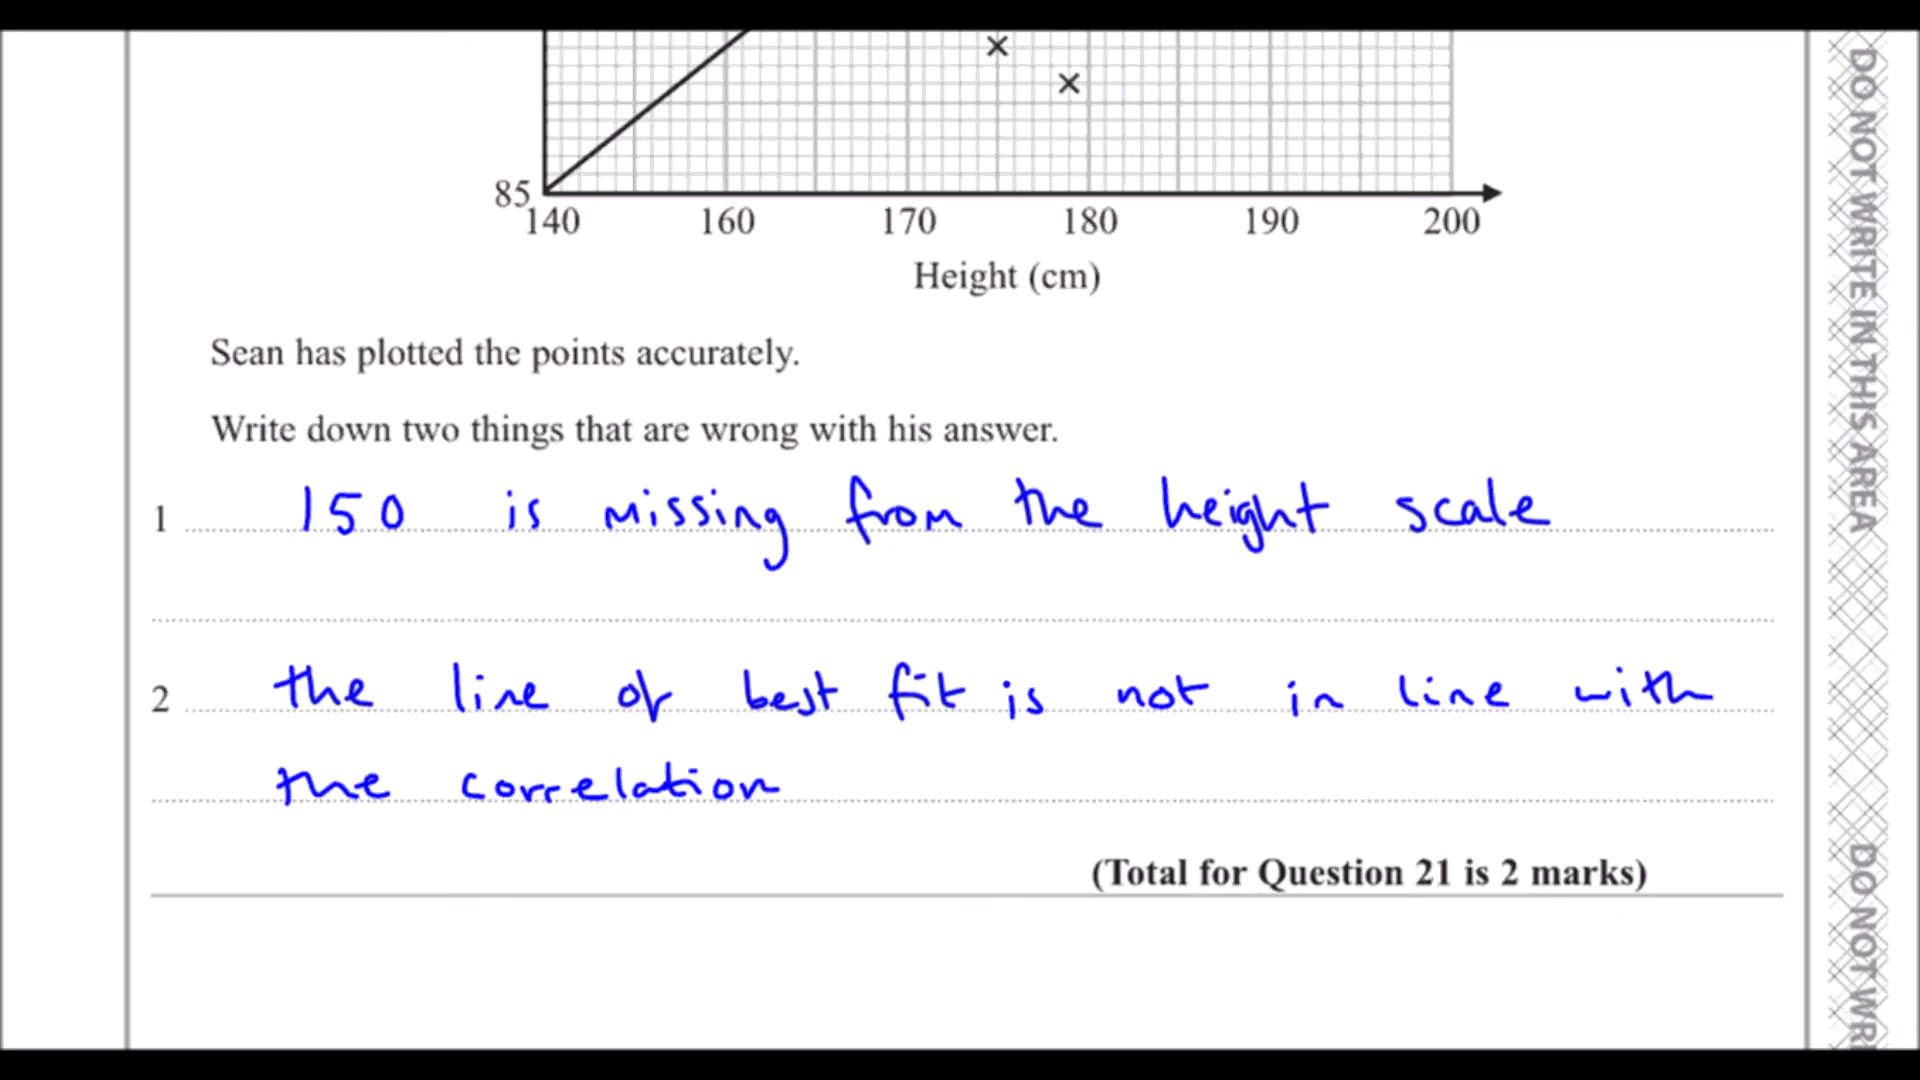 85
140 160 170 180 190 200
Height (cm)
Sean has plotted the points accurately.
Write down two things that are wrong with his answer.
1 150 is missing from the height scale
2 the line of best fit is not in line with
the correlation
(Total for Question 21 is 2 marks)
DO NOT WRITE IN THIS AREA
DO NOT WRI